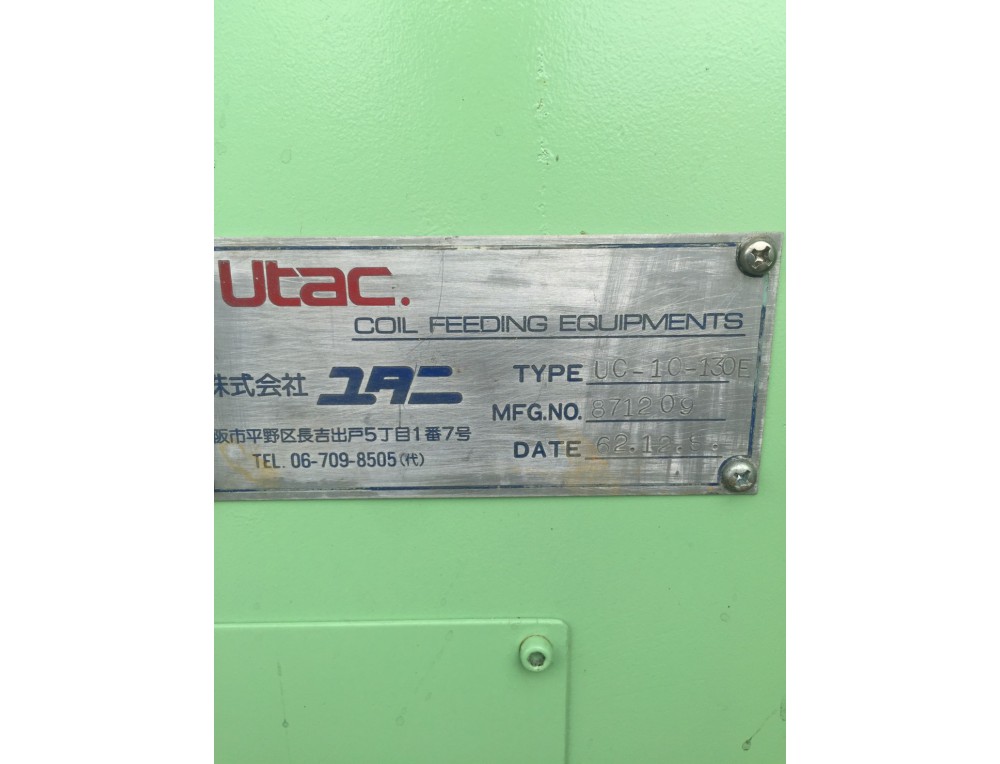 Utac.
COIL FEEDING EQUIPMENTS
株式会社 ユタニ
TYPE UC-10-130E
MFG.NO. 871209
阪市平野区長吉出戸5丁目1番7号
DATE 62.12.
TEL. 06-709-8505(代)